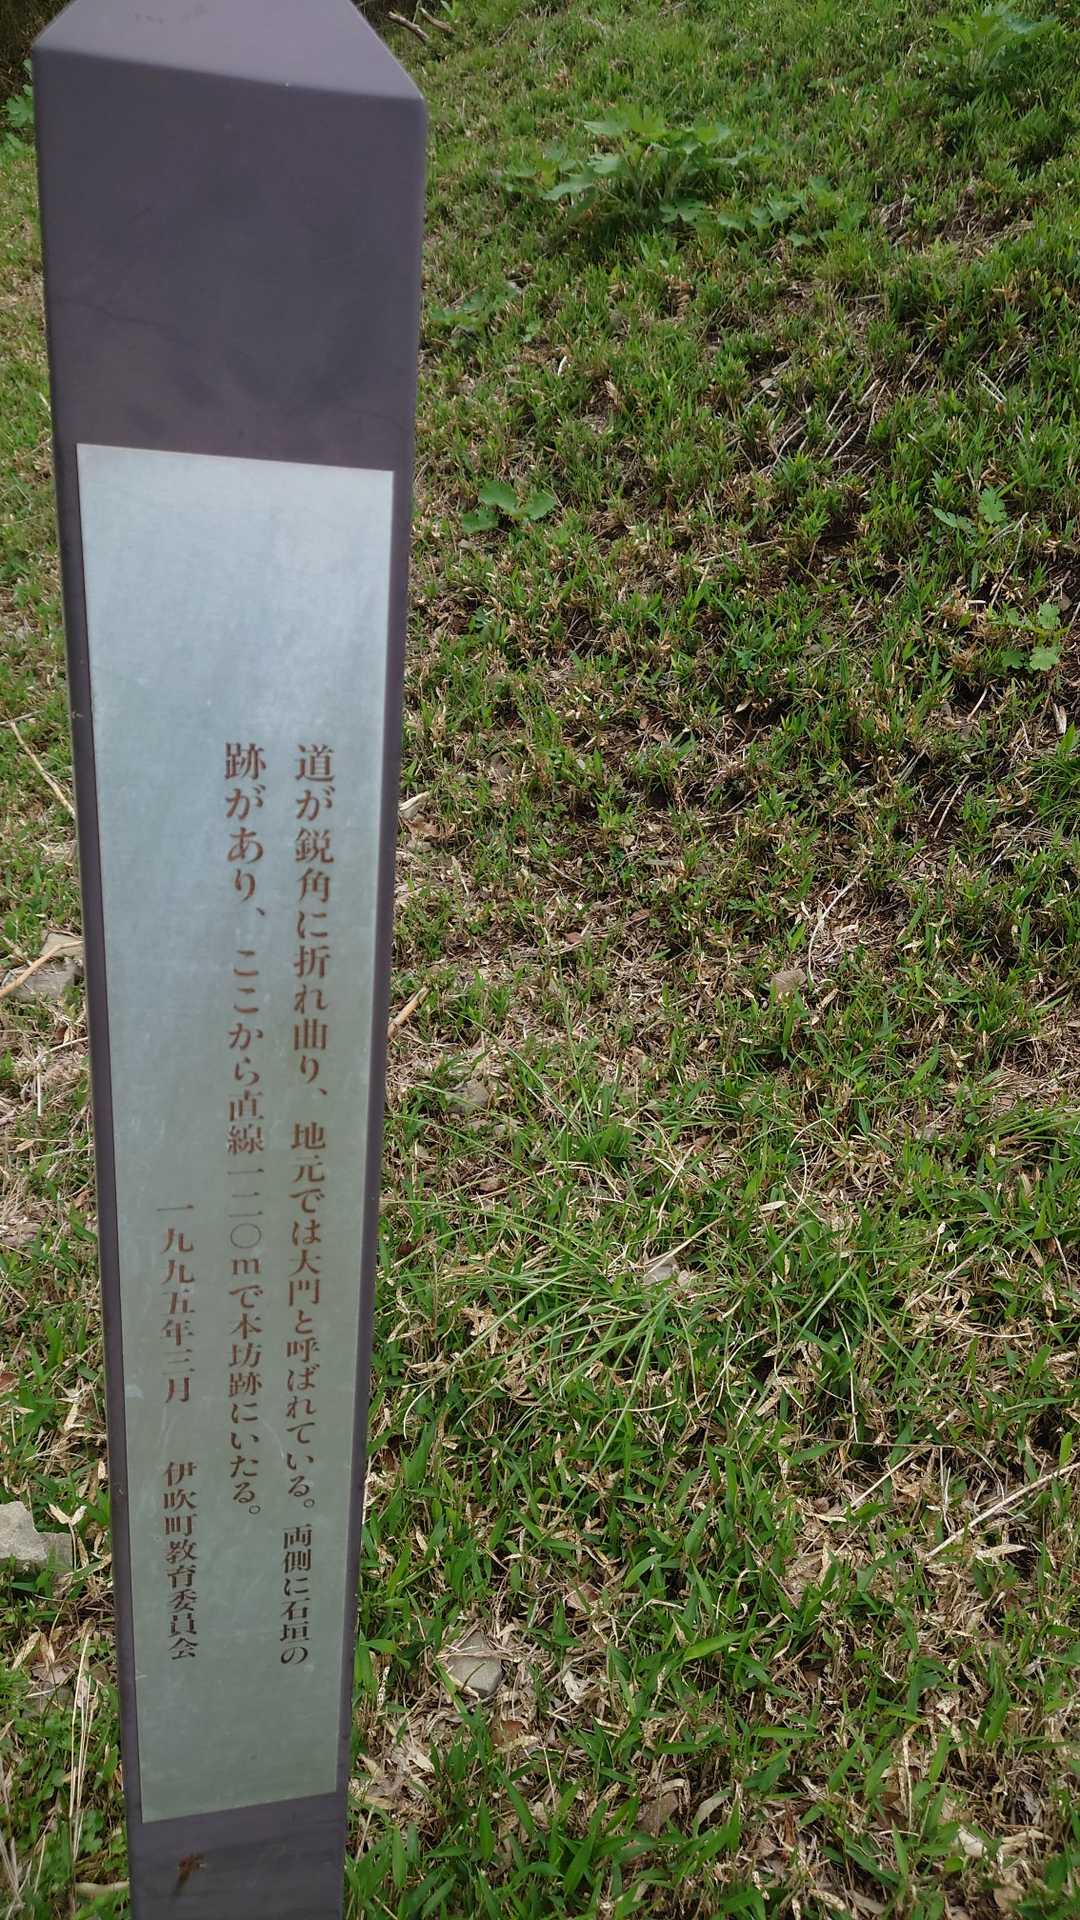 道が鋭角に折れ曲り、地元では大門と呼ばれている。両側に石垣の
跡があり、ここから直線一二〇mで本坊跡にいたる。
一九九五年三月　伊吹町教育委員会